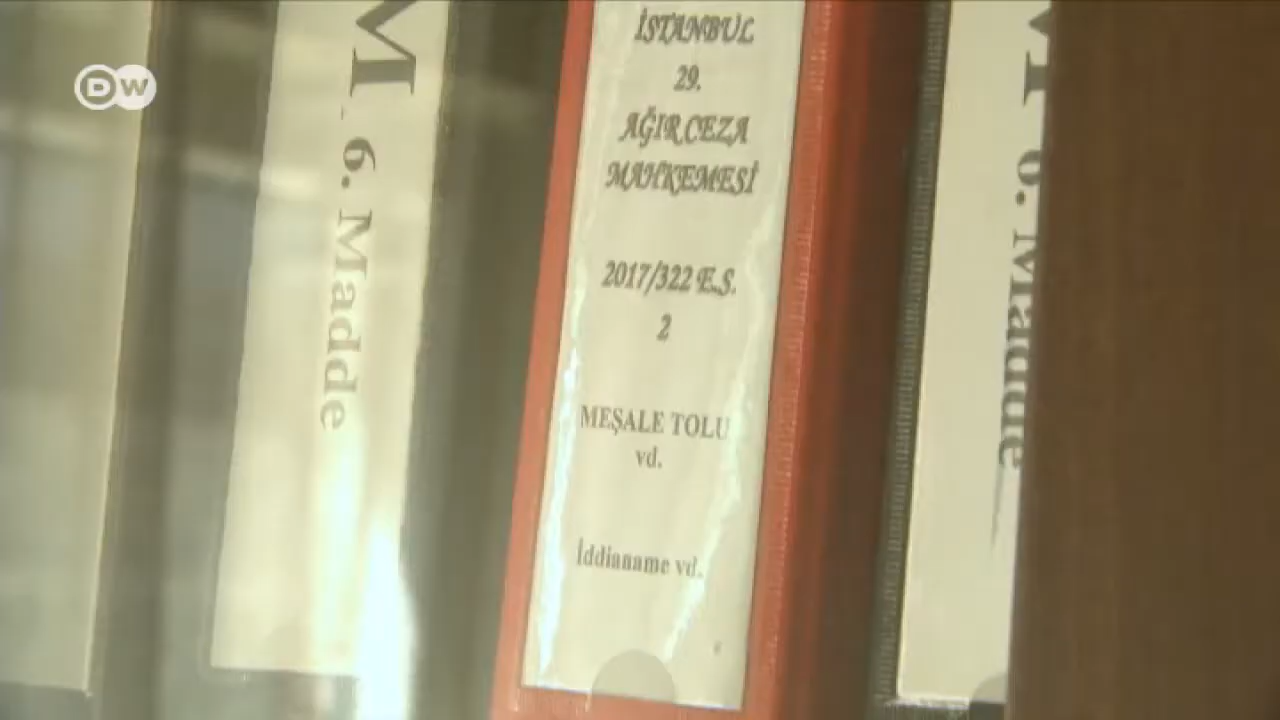 DW
M 6. Madde
İSTANBUL
29.
AĞIR CEZA
MAHKEMESİ
2017/322 E.S.
2
MEŞALE TOLU
vd.
İddianame vd.
6. Madde